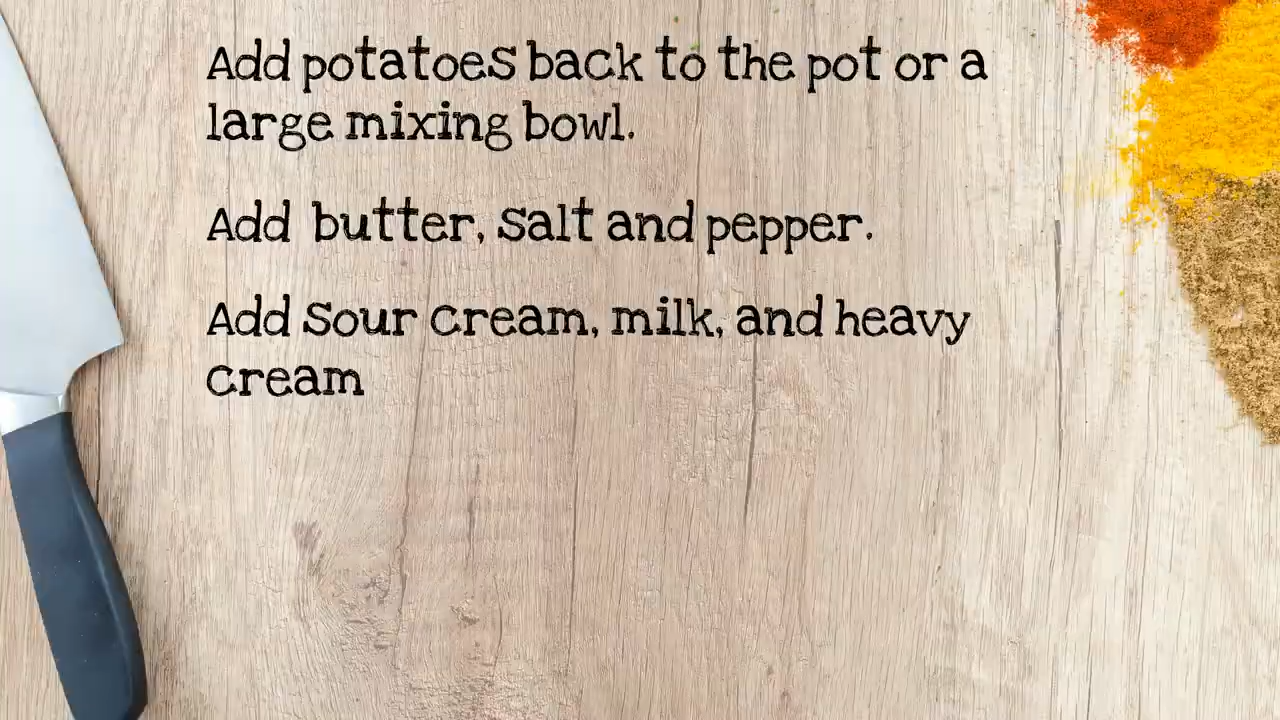 Add potatoes back to the pot or a
large mixing bowl.
Add butter, salt and pepper.
Add sour cream, milk, and heavy
cream